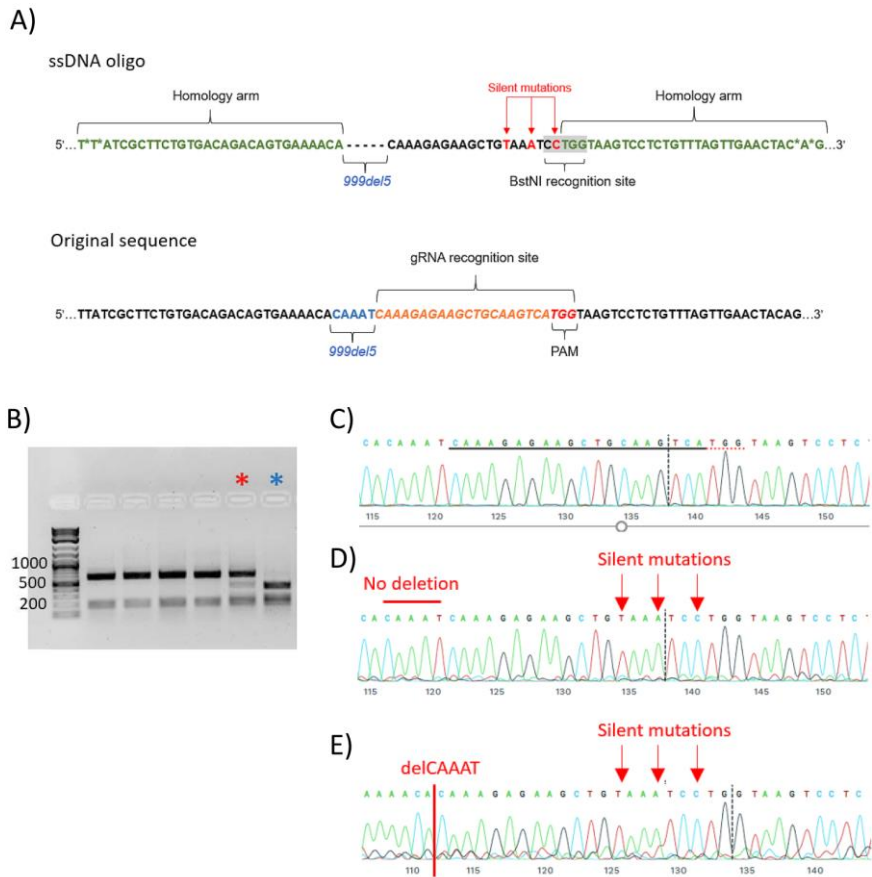 A)
ssDNA oligo
Silent mutations
Homology arm
Homology arm
5'...T*T*ATCGCTTCTGTGACAGACAGTGAAAACA-----CAAAGAGAAGCTGTAAATCCTGGTAAGTCCTCTGTTTAGTTGAACTAC*A*G...3'
999del5
BstNI recognition site
Original sequence
gRNA recognition site
5'...TTATCGCTTCTGTGACAGACAGTGAAAACACAAATCAAAGAGAAGCTGCAAGTCATGGTAAGTCCTCTGTTTAGTTGAACTACAG...3'
999del5
PAM
B)
* *
1000
500
200
C)
C A C A A A T C A A A G A G A A G C T G C A A G T C A T G G T A A G T C C T C T
115 120 125 130 135 140 145 150
D)
No deletion
Silent mutations
C A C A A A T C A A A G A G A A G C T G T A A A T C C T G G T A A G T C C T C T
115 120 125 130 135 140 145 150
E)
Silent mutations
delCAAAT
A A A A C A C A A A G A G A A G C T G T A A A T C C T G G T A A G T C C T C
110 115 120 125 130 135 140